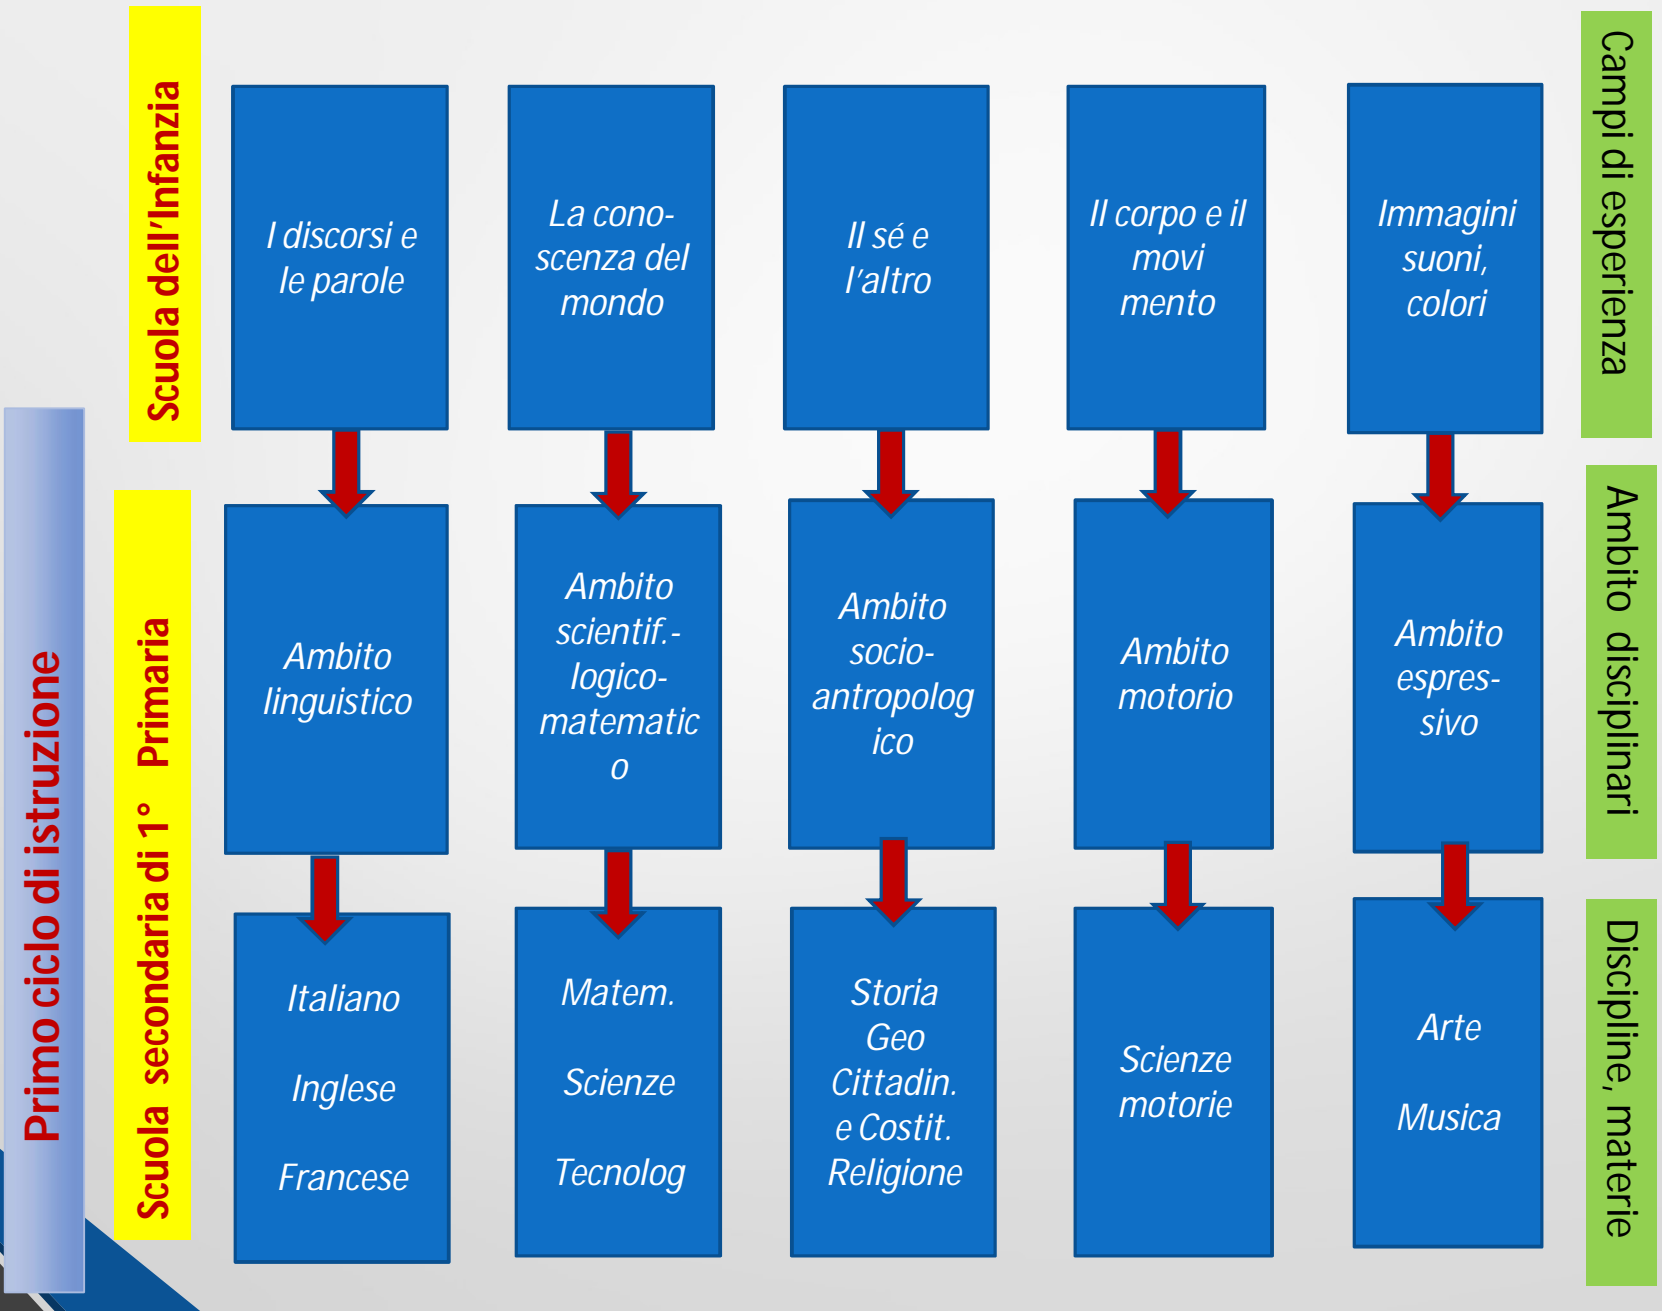 Scuola dell'Infanzia
I discorsi e
le parole
La cono-
scenza del
mondo
Il sé e
l'altro
Il corpo e il
movi
mento
Immagini
suoni,
colori
Campi di esperienza
Primo ciclo di istruzione
Scuola secondaria di 1° Primaria
Ambito
linguistico
Ambito
scientif.-
logico-
matematic
o
Ambito
socio-
antropolog
ico
Ambito
motorio
Ambito
espres-
sivo
Ambito disciplinari
Italiano
Inglese
Francese
Matem.
Scienze
Tecnolog
Storia
Geo
Cittadin.
e Costit.
Religione
Scienze
motorie
Arte
Musica
Discipline, materie